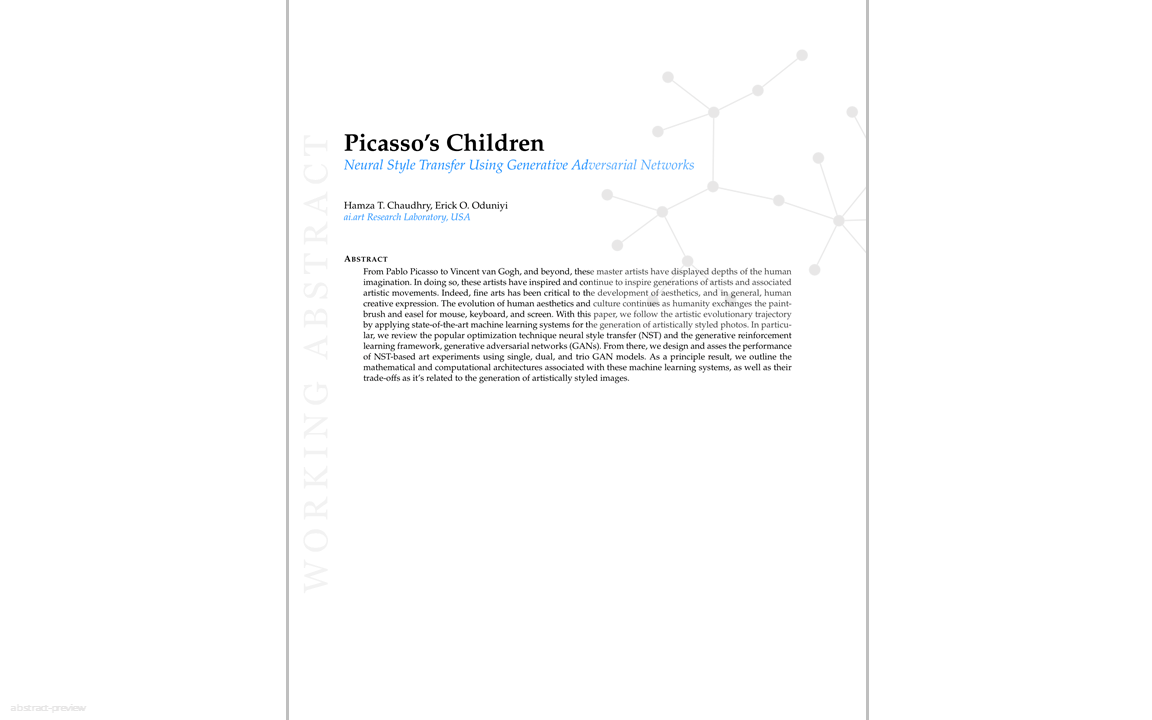 Picasso's Children
Neural Style Transfer Using Generative Adversarial Networks
Hamza T. Chaudhry, Erick O. Oduniyi
ai.art Research Laboratory, USA
ABSTRACT
From Pablo Picasso to Vincent van Gogh, and beyond, these master artists have displayed depths of the human
imagination. In doing so, these artists have inspired and continue to inspire generations of artists and associated
artistic movements. Indeed, fine arts has been critical to the development of aesthetics, and in general, human
creative expression. The evolution of human aesthetics and culture continues as humanity exchanges the paint-
brush and easel for mouse, keyboard, and screen. With this paper, we follow the artistic evolutionary trajectory
by applying state-of-the-art machine learning systems for the generation of artistically styled photos. In particu-
lar, we review the popular optimization technique neural style transfer (NST) and the generative reinforcement
learning framework, generative adversarial networks (GANs). From there, we design and asses the performance
of NST-based art experiments using single, dual, and trio GAN models. As a principle result, we outline the
mathematical and computational architectures associated with these machine learning systems, as well as their
trade-offs as it's related to the generation of artistically styled images.
WORKING ABSTRACT
abstract-preview